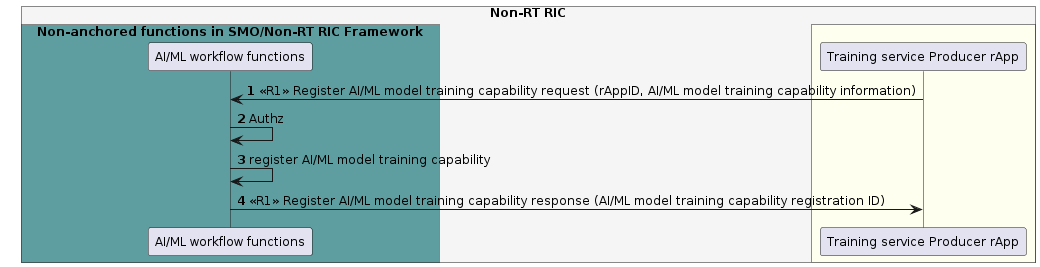 Non-RT RIC
Non-anchored functions in SMO/Non-RT RIC Framework
AI/ML workflow functions
Training service Producer rApp
1 «R1» Register AI/ML model training capability request (rAppID, AI/ML model training capability information)
2 Authz
3 register AI/ML model training capability
4 «R1» Register AI/ML model training capability response (AI/ML model training capability registration ID)
AI/ML workflow functions
Training service Producer rApp